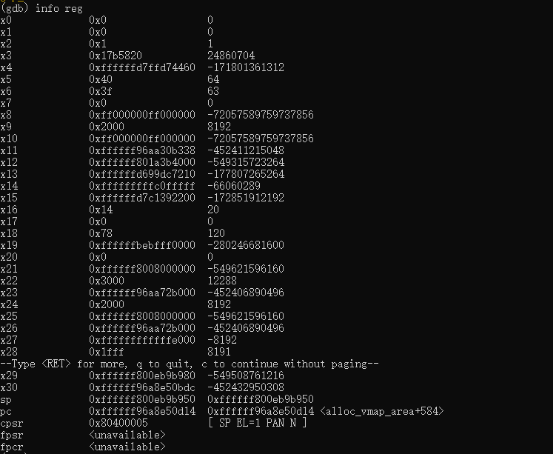 (gdb) info reg
x0 0x0 0
x1 0x0 0
x2 0x1 1
x3 0x17b5820 24860704
x4 0xffffffd7ffd74460 -171801361312
x5 0x40 64
x6 0x3f 63
x7 0x0 0
x8 0xff000000ff000000 -72057589759737856
x9 0x2000 8192
x10 0xff000000ff000000 -72057589759737856
x11 0xffffff96aa30b338 -452411215048
x12 0xffffff801a3b4000 -549315723264
x13 0xffffffd699dc7210 -177807265264
x14 0xfffffffffc0fffff -66060289
x15 0xffffffd7c1392200 -172851912192
x16 0x14 20
x17 0x0 0
x18 0x78 120
x19 0xffffffbebfff0000 -280246681600
x20 0x0 0
x21 0xffffff8008000000 -549621596160
x22 0x3000 12288
x23 0xffffff96aa72b000 -452406890496
x24 0x2000 8192
x25 0xffffff8008000000 -549621596160
x26 0xffffff96aa72b000 -452406890496
x27 0xffffffffffffe000 -8192
x28 0x1fff 8191
--Type <RET> for more, q to quit, c to continue without paging--
x29 0xffffff800eb9b980 -549508761216
x30 0xffffff96a8e50bdc -452432950308
sp 0xffffff800eb9b950 0xffffff800eb9b950
pc 0xffffff96a8e50d14 0xffffff96a8e50d14 <alloc_vmap_area+584>
cpsr 0x80400005 [ SP EL=1 PAN N ]
fpsr <unavailable>
fpcr <unavailable>